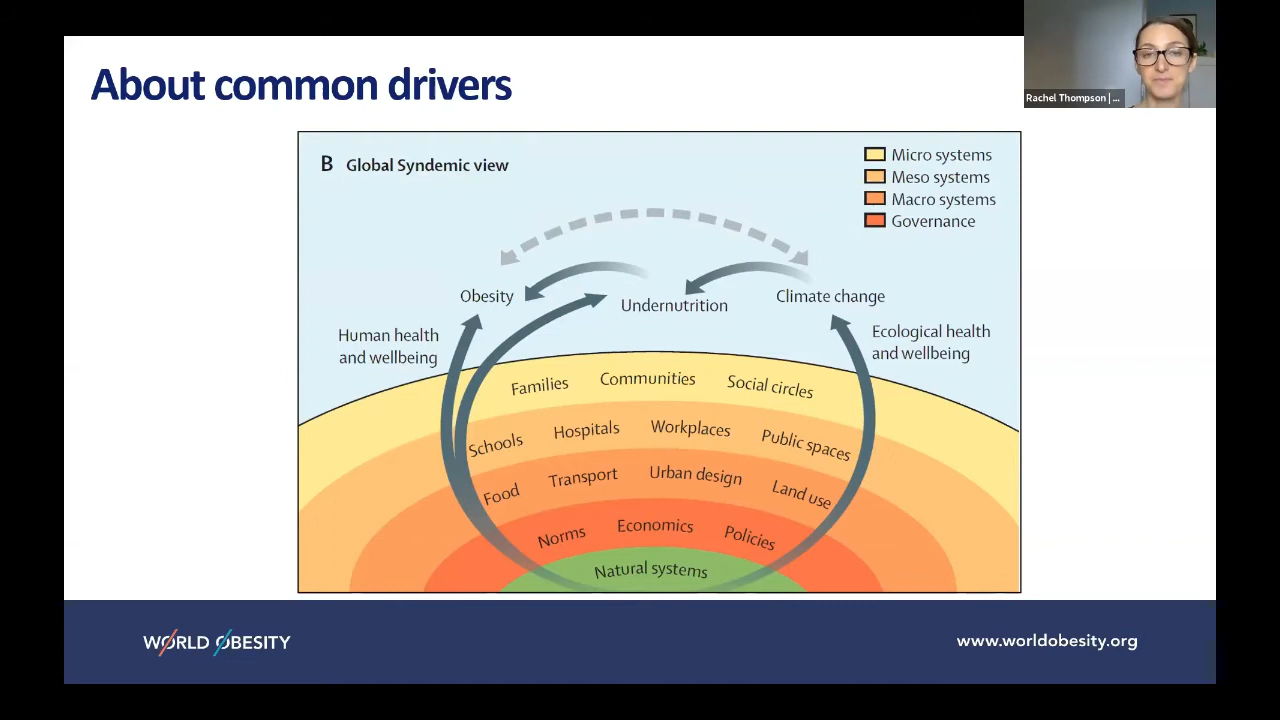 About common drivers
Rachel Thompson | ...
B Global Syndemic view
Micro systems
Meso systems
Macro systems
Governance
Obesity
Undernutrition
Climate change
Human health
and wellbeing
Ecological health
and wellbeing
Families Communities Social circles
Schools Hospitals Workplaces Public spaces
Food Transport Urban design Land use
Norms Economics Policies
Natural systems
WORLD OBESITY
www.worldobesity.org